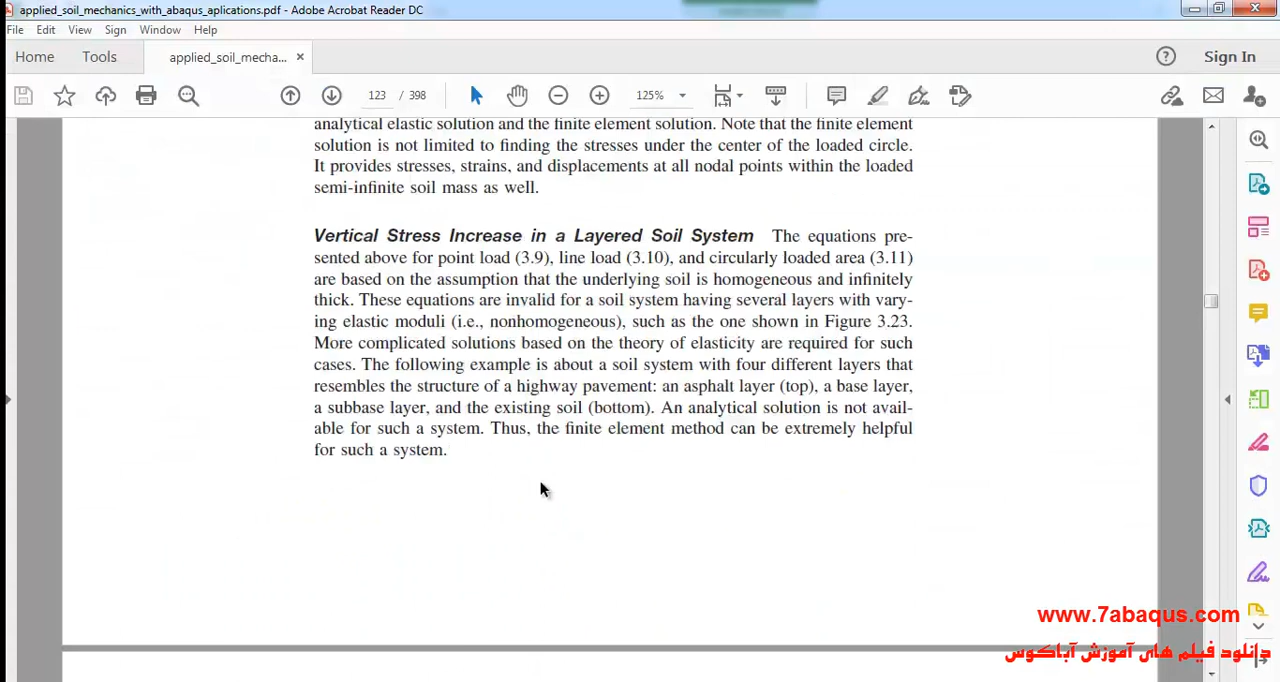 applied_soil_mechanics_with_abaqus_aplications.pdf - Adobe Acrobat Reader DC
File Edit View Sign Window Help
Home Tools applied_soil_mecha... × Sign In
123 / 398 125%
analytical elastic solution and the finite element solution. Note that the finite element
solution is not limited to finding the stresses under the center of the loaded circle.
It provides stresses, strains, and displacements at all nodal points within the loaded
semi-infinite soil mass as well.
Vertical Stress Increase in a Layered Soil System The equations pre-
sented above for point load (3.9), line load (3.10), and circularly loaded area (3.11)
are based on the assumption that the underlying soil is homogeneous and infinitely
thick. These equations are invalid for a soil system having several layers with vary-
ing elastic moduli (i.e., nonhomogeneous), such as the one shown in Figure 3.23.
More complicated solutions based on the theory of elasticity are required for such
cases. The following example is about a soil system with four different layers that
resembles the structure of a highway pavement: an asphalt layer (top), a base layer,
a subbase layer, and the existing soil (bottom). An analytical solution is not avail-
able for such a system. Thus, the finite element method can be extremely helpful
for such a system.
www.7abaqus.com
دانلود فیلم های آموزش آباکوس